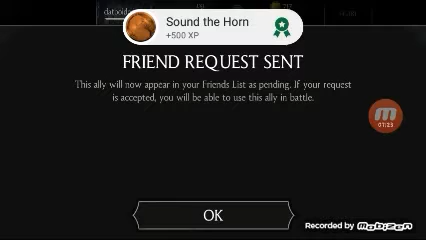 Sound the Horn
+500 XP
FRIEND REQUEST SENT
This ally will now appear in your Friends List as pending. If your request
is accepted, you will be able to use this ally in battle.
01:23
OK
Recorded by mobizen